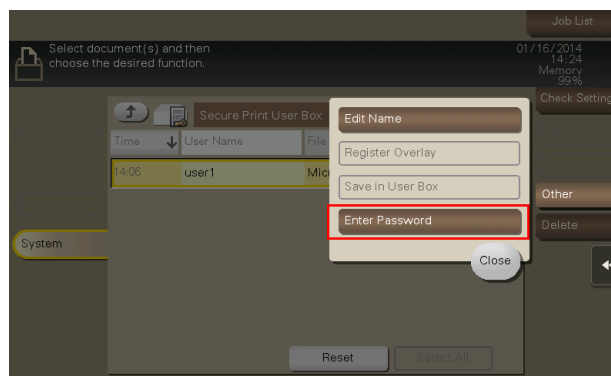 Job List
Select document(s) and then
choose the desired function.
01/16/2014
14:24
Memory
99%
Check Setting
Secure Print User Box
Time
User Name
File
14:06
user1
Micr
Edit Name
Register Overlay
Save in User Box
Enter Password
Close
Other
Delete
System
Reset
Select All